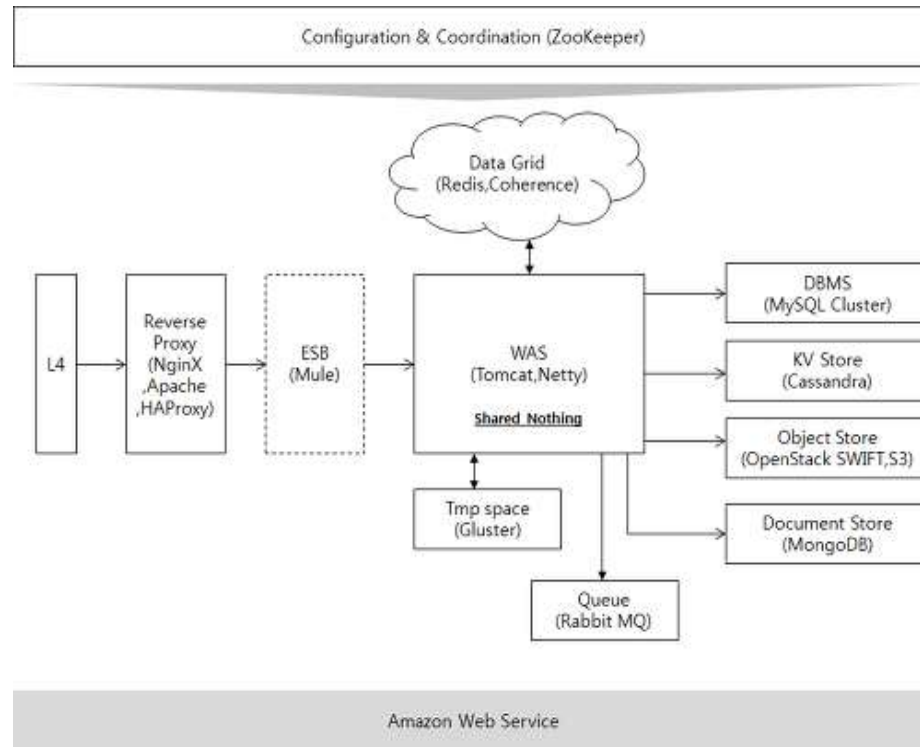 Configuration & Coordination (ZooKeeper)
Data Grid
(Redis,Coherence)
L4
Reverse
Proxy
(NginX
,Apache
,HAProxy)
ESB
(Mule)
WAS
(Tomcat,Netty)
Shared Nothing
DBMS
(MySQL Cluster)
KV Store
(Cassandra)
Object Store
(OpenStack SWIFT,S3)
Document Store
(MongoDB)
Tmp space
(Gluster)
Queue
(Rabbit MQ)
Amazon Web Service